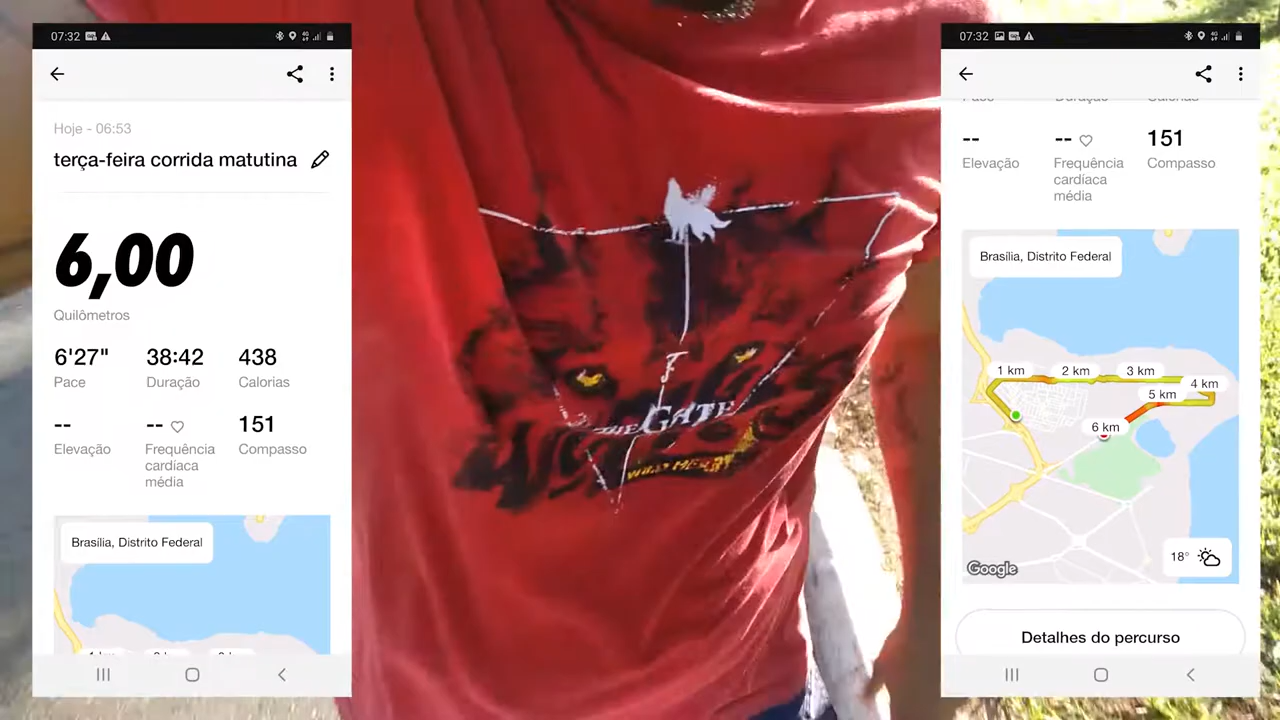 07:32
Hoje - 06:53
terça-feira corrida matutina
6,00
Quilômetros
6'27" 38:42 438
Pace Duração Calorias
-- -- 151
Elevação Frequência cardíaca média Compasso
Brasília, Distrito Federal
THE GATE
07:32
Pace Duração Calorias
-- -- 151
Elevação Frequência cardíaca média Compasso
Brasília, Distrito Federal
1 km 2 km 3 km
4 km
5 km
6 km
18°
Google
Detalhes do percurso